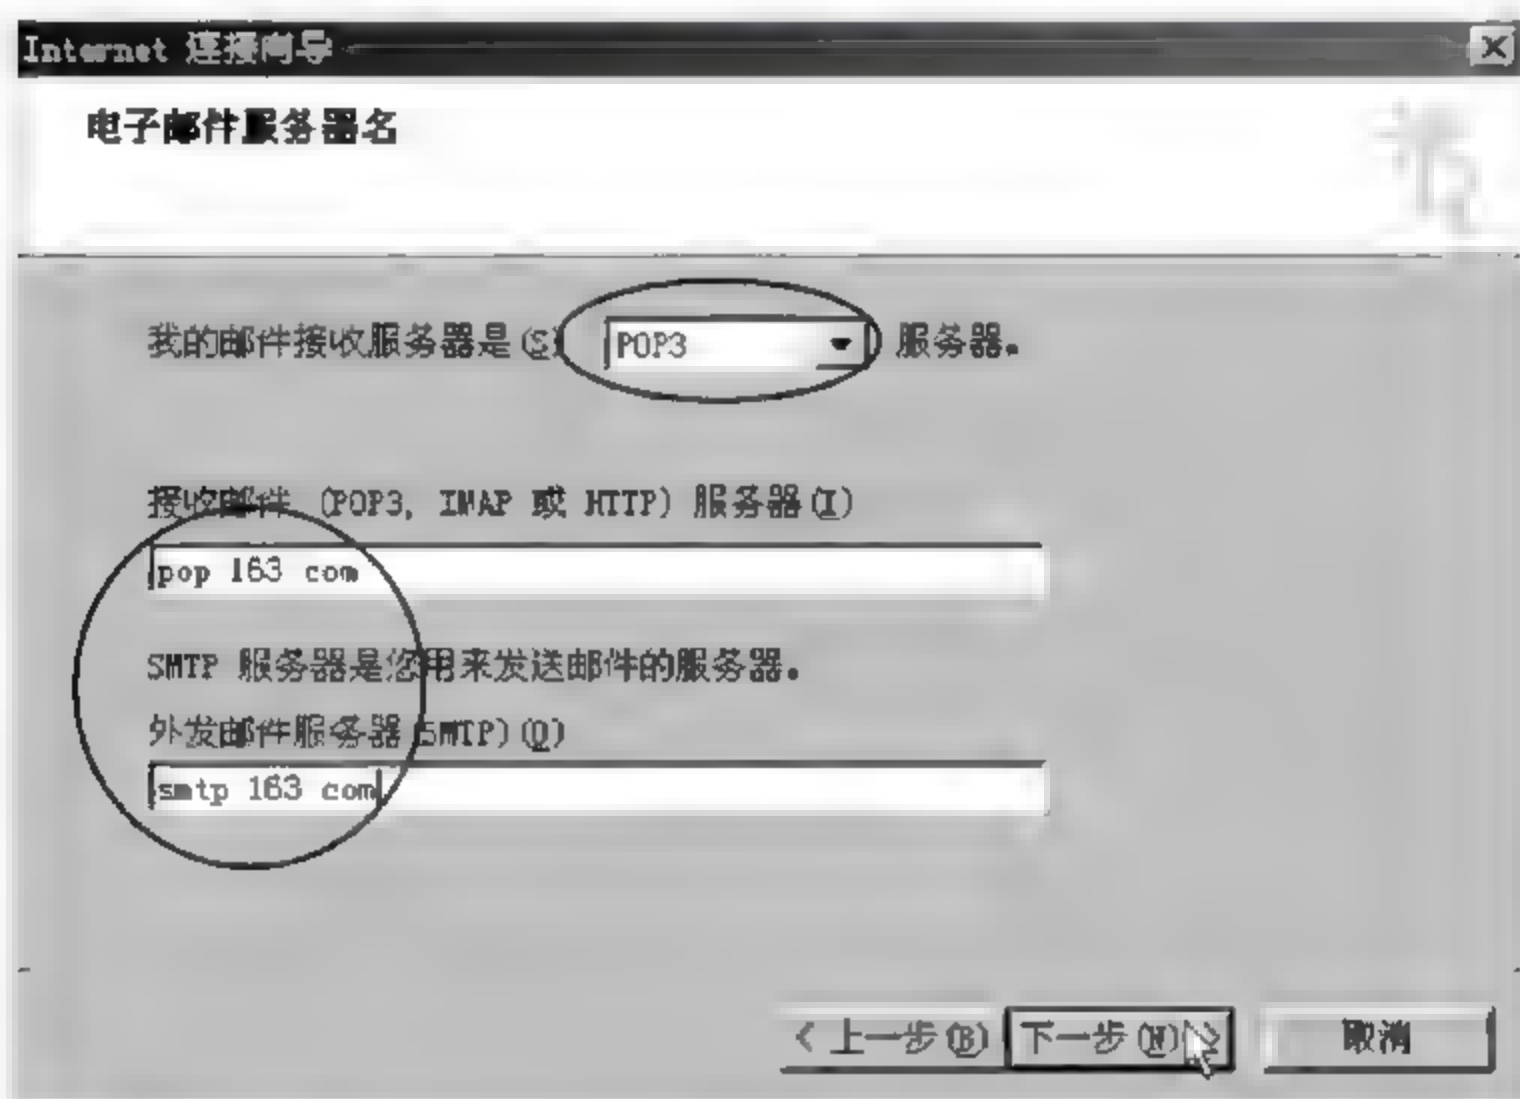 Internet 连接向导
电子邮件服务器名
我的邮件接收服务器是(S) POP3 服务器。
接收邮件 (POP3, IMAP 或 HTTP) 服务器(I)
pop 163 com
SMTP 服务器是您用来发送邮件的服务器。
外发邮件服务器(SMTP)(O)
smtp 163 com
< 上一步(B) 下一步(N) > 取消